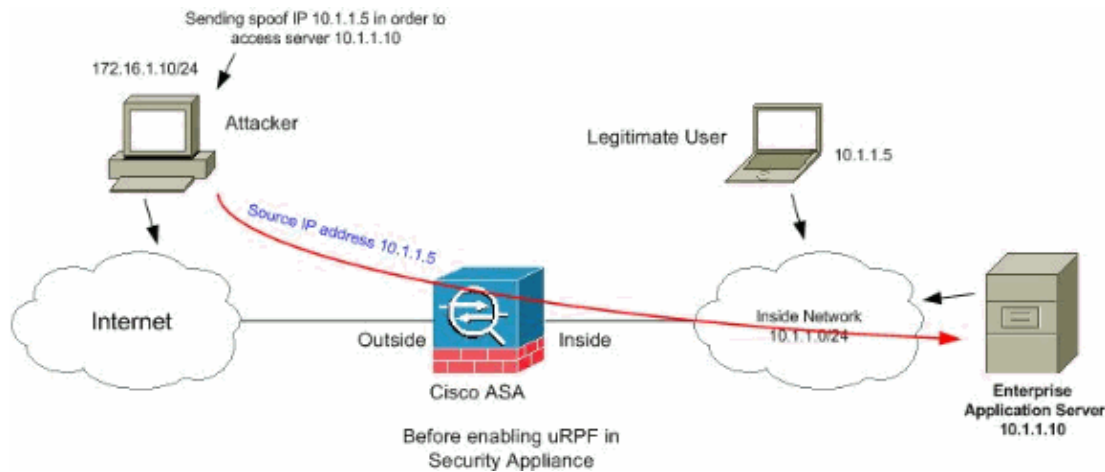 Sending spoof IP 10.1.1.5 in order to
access server 10.1.1.10
172.16.1.10/24
Attacker
Legitimate User
10.1.1.5
Source IP address 10.1.1.5
Internet
Outside
Inside
Inside Network
10.1.1.0/24
Cisco ASA
Enterprise
Application Server
10.1.1.10
Before enabling uRPF in
Security Appliance